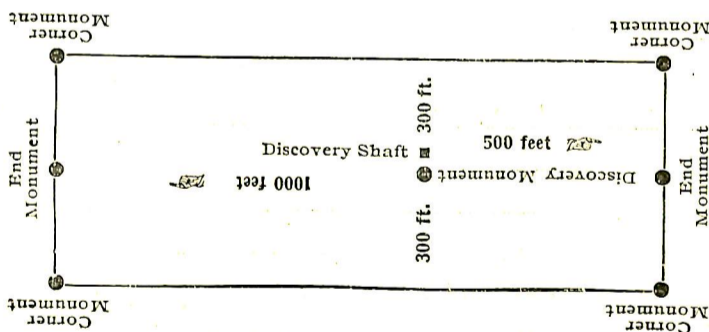 Corner
Monument
Corner
Monument
End
Monument
300 ft.
500 feet
Discovery Shaft
1000 feet
Discovery Monument
End
Monument
300 ft.
Corner
Monument
Corner
Monument